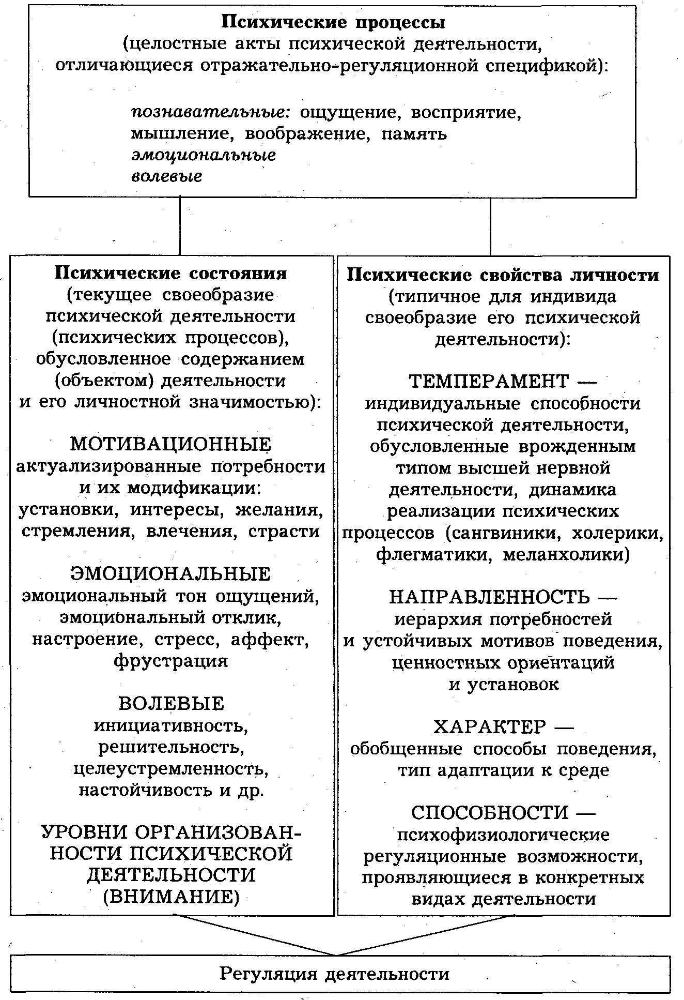 Психические процессы
(целостные акты психической деятельности,
отличающиеся отражательно-регуляционной спецификой):
познавательные: ощущение, восприятие,
мышление, воображение, память
эмоциональные
волевые
Психические состояния
(текущее своеобразие
психической деятельности
(психических процессов),
обусловленное содержанием
(объектом) деятельности
и его личностной значимостью):
МОТИВАЦИОННЫЕ
актуализированные потребности
и их модификации:
установки, интересы, желания,
стремления, влечения, страсти
ЭМОЦИОНАЛЬНЫЕ
эмоциональный тон ощущений,
эмоциональный отклик,
настроение, стресс, аффект,
фрустрация
ВОЛЕВЫЕ
инициативность,
решительность,
целеустремленность,
настойчивость и др.
УРОВНИ ОРГАНИЗОВАН-
НОСТИ ПСИХИЧЕСКОЙ
ДЕЯТЕЛЬНОСТИ
(ВНИМАНИЕ)
Психические свойства личности
(типичное для индивида
своеобразие его психической
деятельности):
ТЕМПЕРАМЕНТ —
индивидуальные способности
психической деятельности,
обусловленные врожденным
типом высшей нервной
деятельности, динамика
реализации психических
процессов (сангвиники, холерики,
флегматики, меланхолики)
НАПРАВЛЕННОСТЬ —
иерархия потребностей
и устойчивых мотивов поведения,
ценностных ориентаций
и установок
ХАРАКТЕР —
обобщенные способы поведения,
тип адаптации к среде
СПОСОБНОСТИ —
психофизиологические
регуляционные возможности,
проявляющиеся в конкретных
видах деятельности
Регуляция деятельности